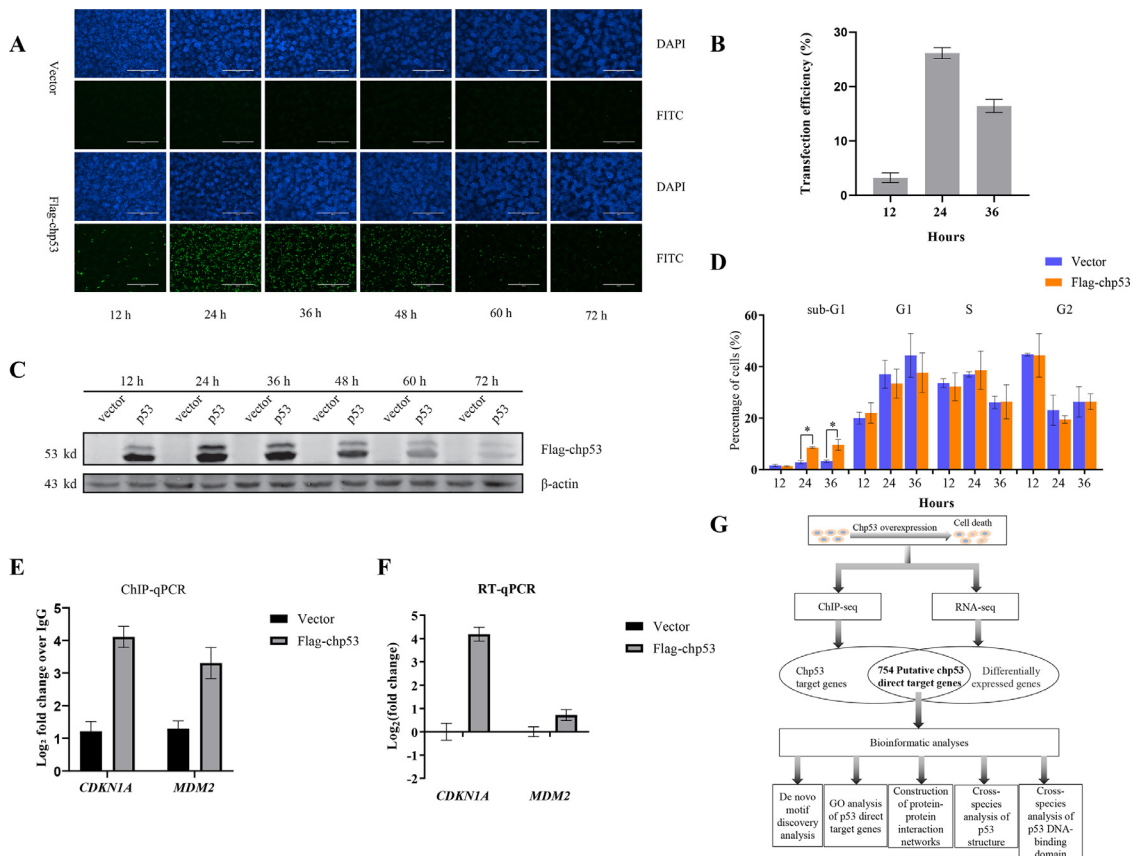 A
Vector
Flag-chp53
DAPI
FITC
DAPI
FITC
12 h 24 h 36 h 48 h 60 h 72 h
B
Transfection efficiency (%)
30
20
10
0
12 24 36
Hours
C
12 h 24 h 36 h 48 h 60 h 72 h
vector p53 vector p53 vector p53 vector p53 vector p53 vector p53
53 kd
Flag-chp53
43 kd
β-actin
D
Vector
Flag-chp53
sub-G1 G1 S G2
Percentage of cells (%)
60
40
20
0
* *
12 24 36 12 24 36 12 24 36 12 24 36
Hours
E
ChIP-qPCR
Vector
Flag-chp53
Log₂ fold change over IgG
5
4
3
2
1
0
CDKN1A MDM2
F
RT-qPCR
Vector
Flag-chp53
Log₂(fold change)
5
4
3
2
1
0
-1
-2
CDKN1A MDM2
G
Chp53 overexpression
Cell death
ChIP-seq
RNA-seq
Chp53
target genes
754 Putative chp53
direct target genes
Differentially
expressed genes
Bioinformatic analyses
De novo
motif
discovery
analysis
GO analysis
of p53 direct
target genes
Construction
of protein-
protein
interaction
networks
Cross-
species
analysis of
p53
structure
Cross-
species
analysis of
p53 DNA-
binding
domain